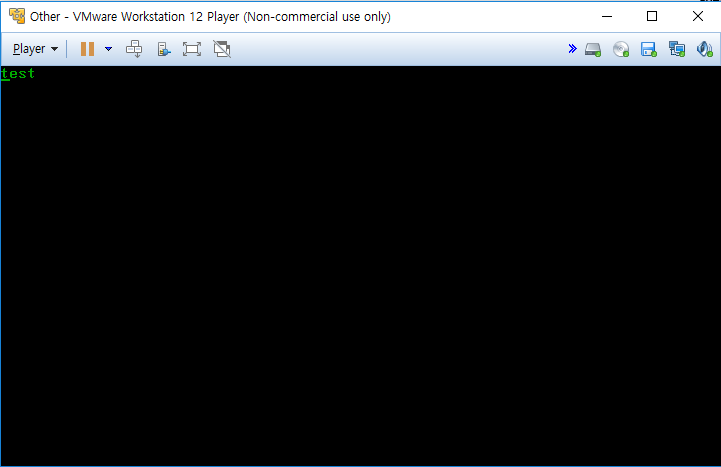 Other - VMware Workstation 12 Player (Non-commercial use only)
Player
test